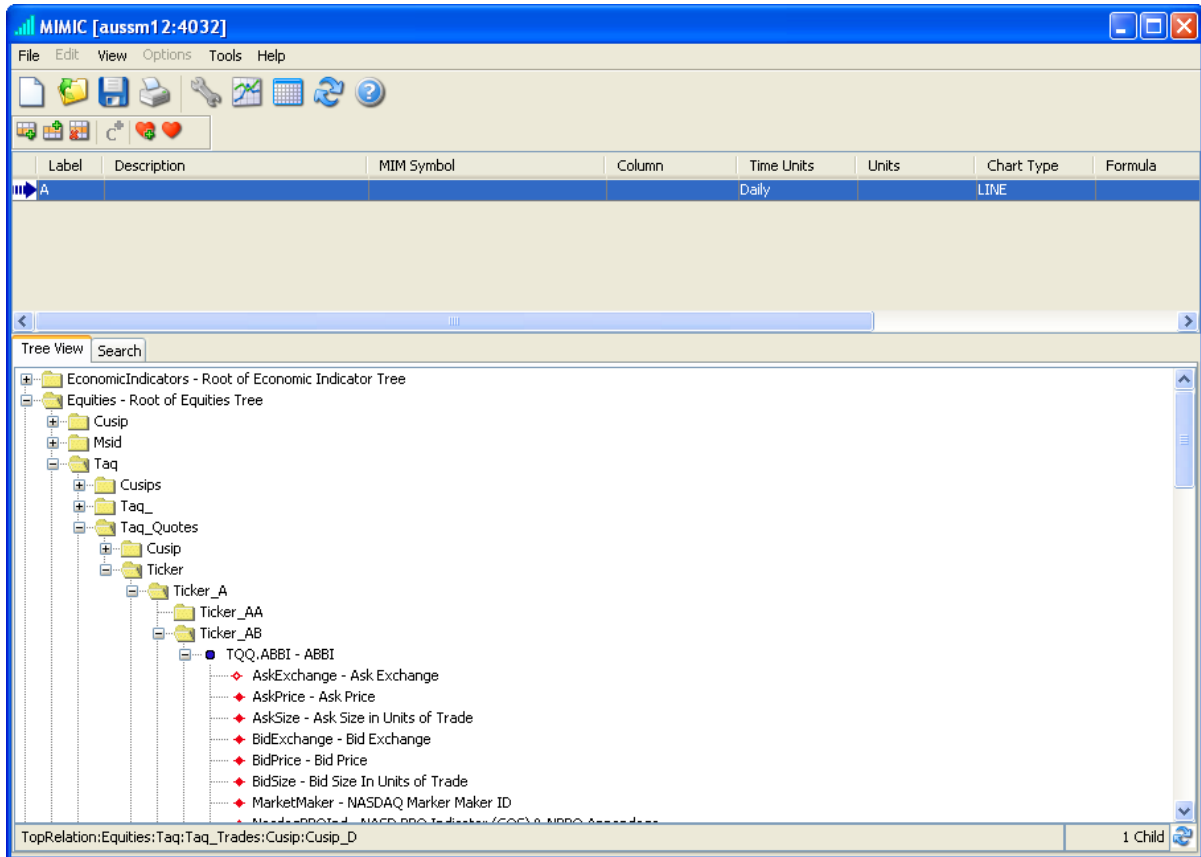 MIMIC [aussm12:4032]
File Edit View Options Tools Help
Label Description MIM Symbol Column Time Units Units Chart Type Formula
A Daily LINE
Tree View Search
EconomicIndicators - Root of Economic Indicator Tree
Equities - Root of Equities Tree
Cusip
Msid
Taq
Cusips
Taq_
Taq_Quotes
Cusip
Ticker
Ticker_A
Ticker_AA
Ticker_AB
TQQ.ABBI - ABBI
AskExchange - Ask Exchange
AskPrice - Ask Price
AskSize - Ask Size in Units of Trade
BidExchange - Bid Exchange
BidPrice - Bid Price
BidSize - Bid Size In Units of Trade
MarketMaker - NASDAQ Marker Maker ID
TopRelation:Equities:Taq:Taq_Trades:Cusip:Cusip_D 1 Child